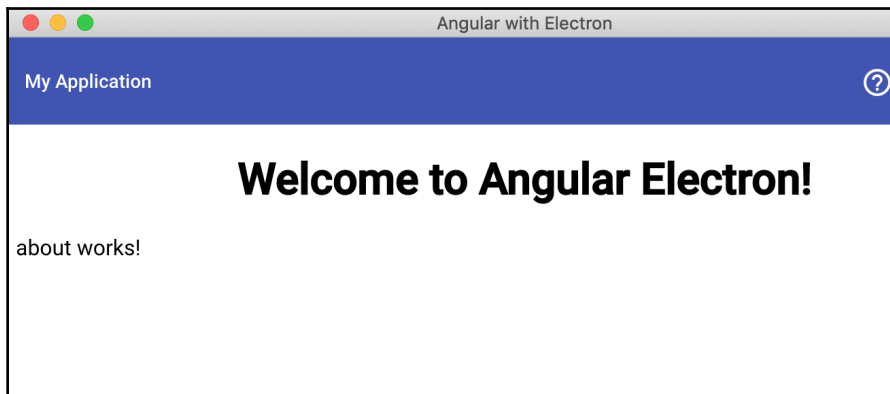 Angular with Electron
My Application
Welcome to Angular Electron!
about works!